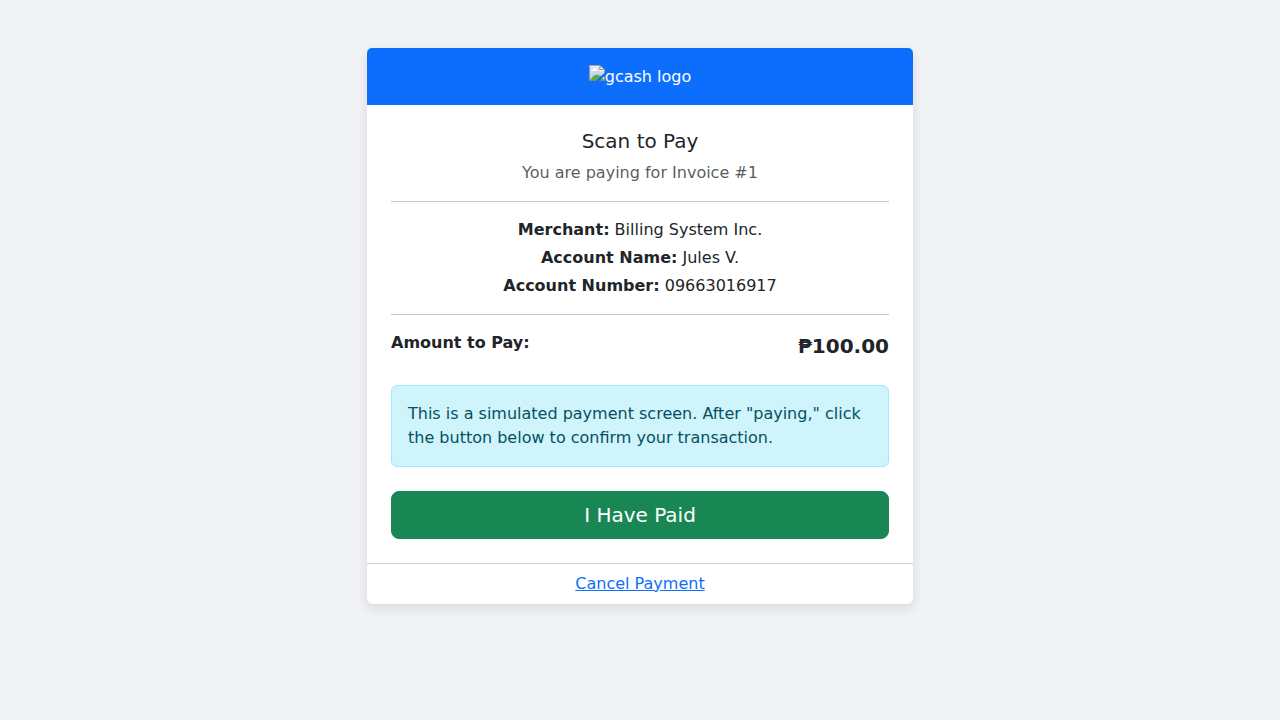 gcash logo
Scan to Pay
You are paying for Invoice #1
Merchant: Billing System Inc.
Account Name: Jules V.
Account Number: 09663016917
Amount to Pay: ₱100.00
This is a simulated payment screen. After "paying," click
the button below to confirm your transaction.
I Have Paid
Cancel Payment